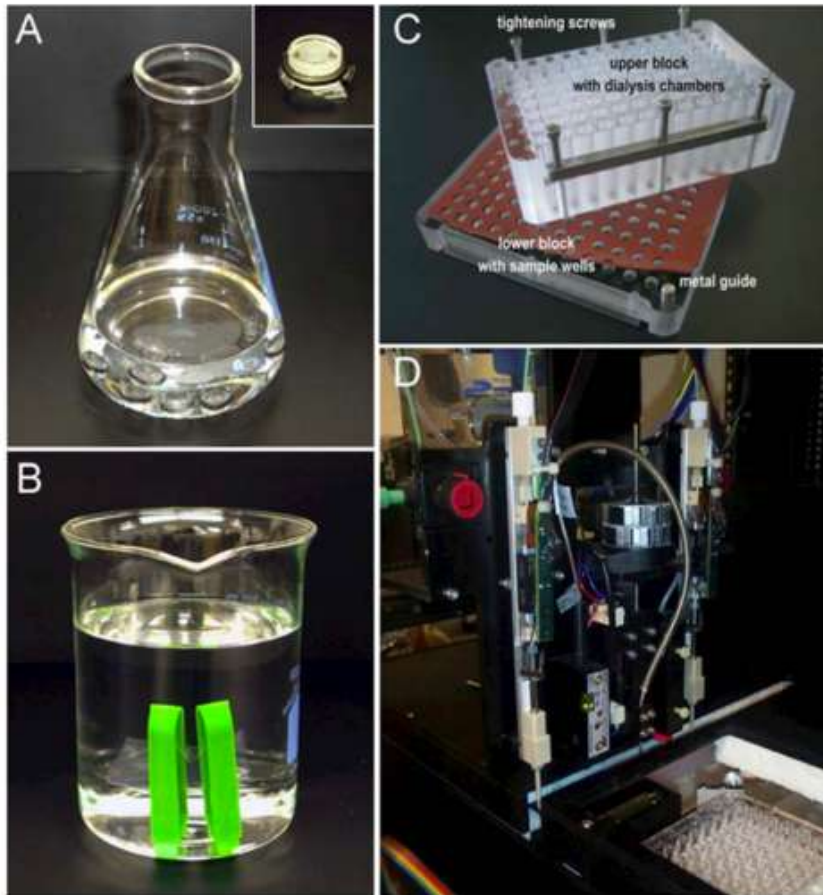 A
B
C
tightening screws
upper block
with dialysis chambers
lower block
with sample wells
metal guide
D